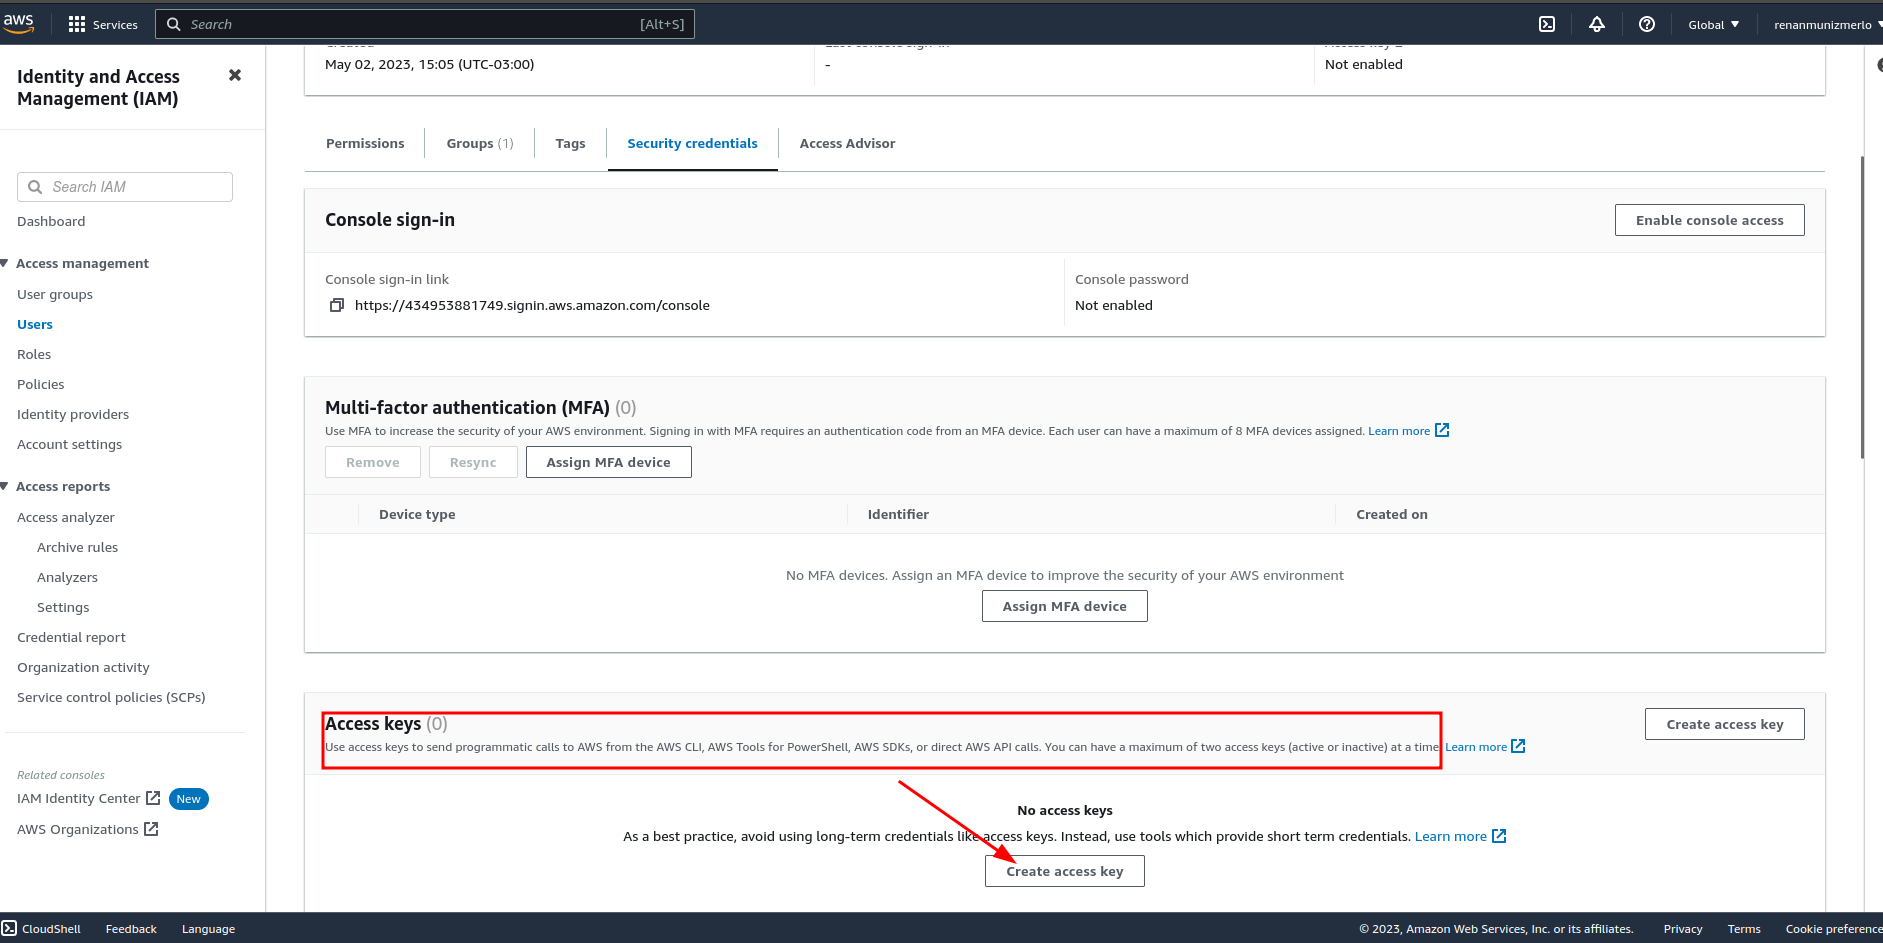 aws
Services
Search
[Alt+S]
Global
renanmunizmerlo
Identity and Access
Management (IAM)
Search IAM
Dashboard
Access management
User groups
Users
Roles
Policies
Identity providers
Account settings
Access reports
Access analyzer
Archive rules
Analyzers
Settings
Credential report
Organization activity
Service control policies (SCPs)
Related consoles
IAM Identity Center
New
AWS Organizations
May 02, 2023, 15:05 (UTC-03:00)
-
Not enabled
Permissions
Groups (1)
Tags
Security credentials
Access Advisor
Console sign-in
Enable console access
Console sign-in link
https://434953881749.signin.aws.amazon.com/console
Console password
Not enabled
Multi-factor authentication (MFA) (0)
Use MFA to increase the security of your AWS environment. Signing in with MFA requires an authentication code from an MFA device. Each user can have a maximum of 8 MFA devices assigned. Learn more
Remove
Resync
Assign MFA device
Device type
Identifier
Created on
No MFA devices. Assign an MFA device to improve the security of your AWS environment
Assign MFA device
Access keys (0)
Use access keys to send programmatic calls to AWS from the AWS CLI, AWS Tools for PowerShell, AWS SDKs, or direct AWS API calls. You can have a maximum of two access keys (active or inactive) at a time. Learn more
Create access key
No access keys
As a best practice, avoid using long-term credentials like access keys. Instead, use tools which provide short term credentials. Learn more
Create access key
CloudShell
Feedback
Language
© 2023, Amazon Web Services, Inc. or its affiliates.
Privacy
Terms
Cookie preference